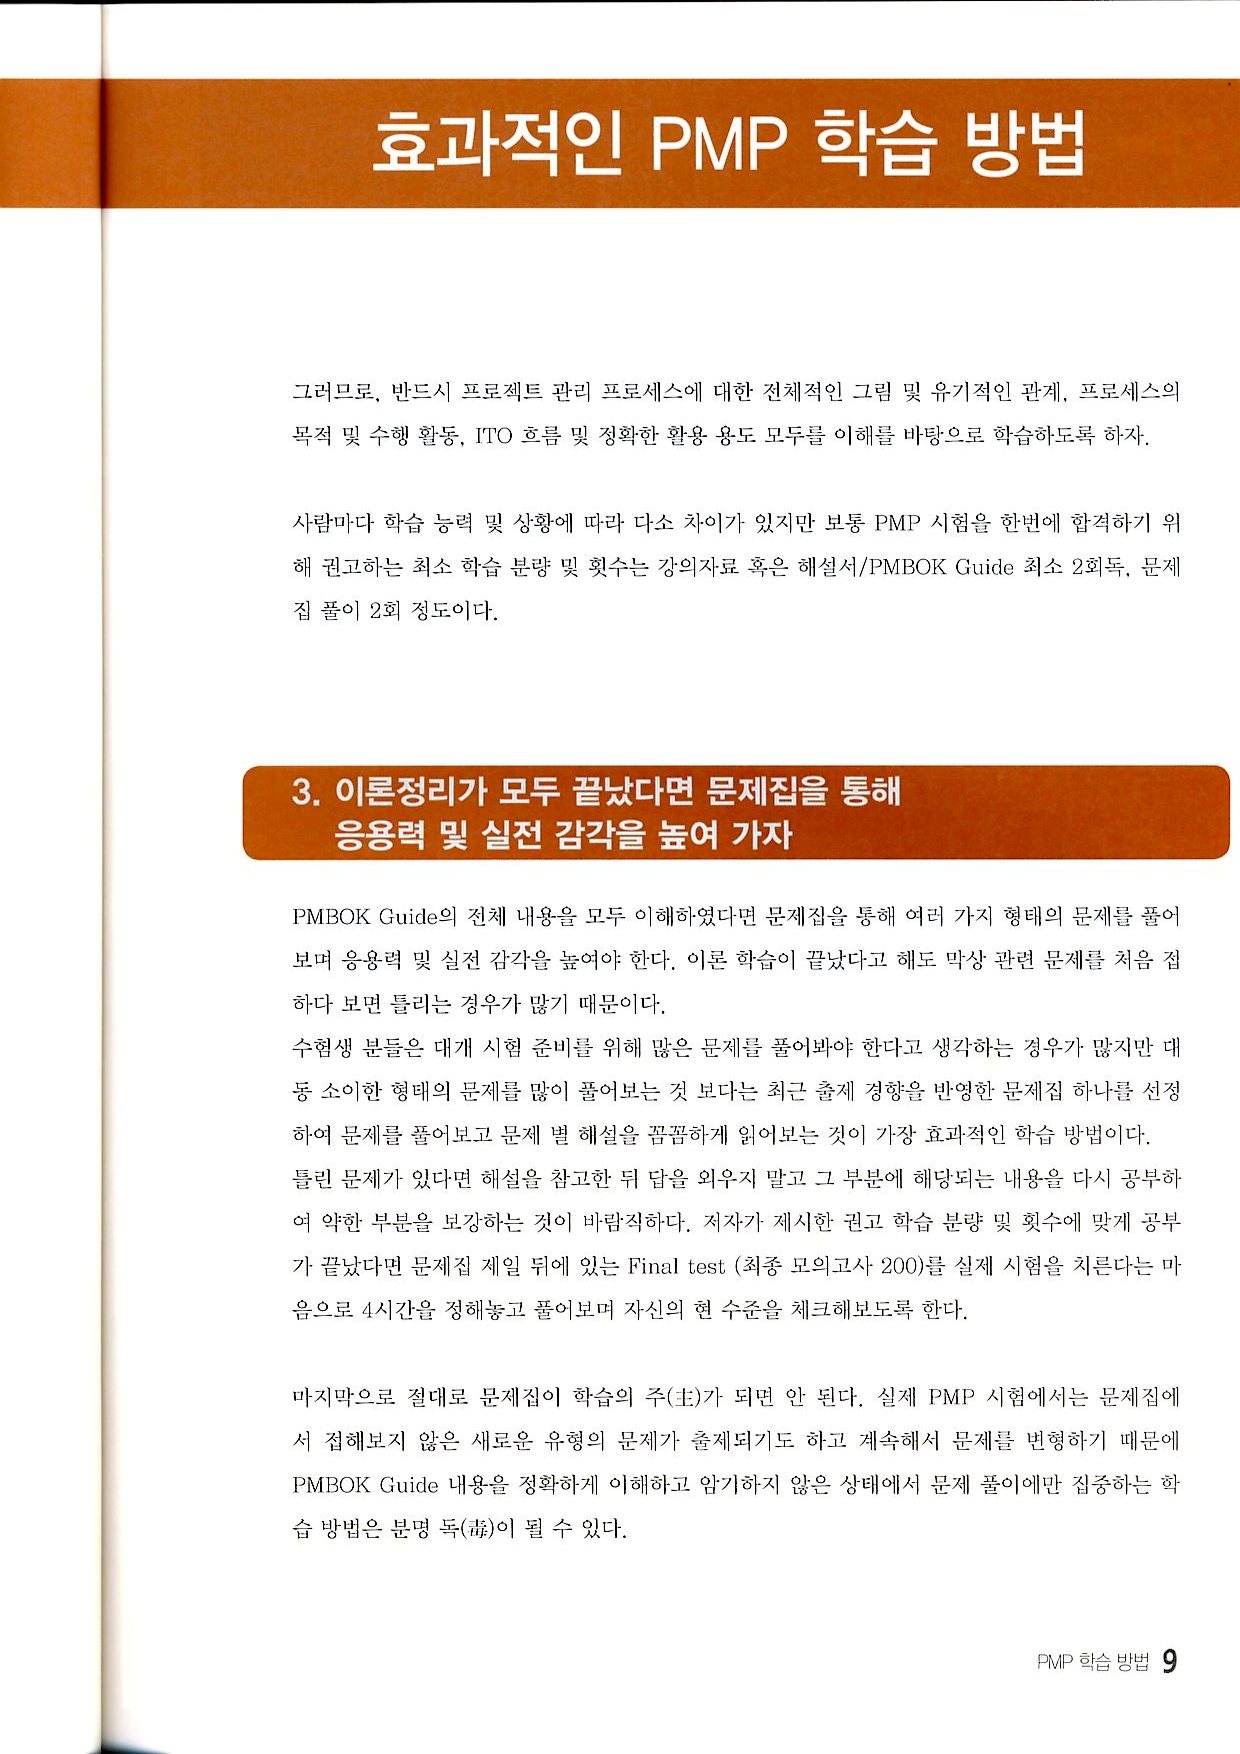 효과적인 PMP 학습 방법
그러므로, 반드시 프로젝트 관리 프로세스에 대한 전체적인 그림 및 유기적인 관계, 프로세스의
목적 및 수행 활동, ITO 흐름 및 정확한 활용 용도 모두를 이해를 바탕으로 학습하도록 하자.
사람마다 학습 능력 및 상황에 따라 다소 차이가 있지만 보통 PMP 시험을 한번에 합격하기 위
해 권고하는 최소 학습 분량 및 횟수는 강의자료 혹은 해설서/PMBOK Guide 최소 2회독, 문제
집 풀이 2회 정도이다.
3. 이론정리가 모두 끝났다면 문제집을 통해
응용력 및 실전 감각을 높여 가자
PMBOK Guide의 전체 내용을 모두 이해하였다면 문제집을 통해 여러 가지 형태의 문제를 풀어
보며 응용력 및 실전 감각을 높여야 한다. 이론 학습이 끝났다고 해도 막상 관련 문제를 처음 접
하다 보면 틀리는 경우가 많기 때문이다.
수험생 분들은 대개 시험 준비를 위해 많은 문제를 풀어봐야 한다고 생각하는 경우가 많지만 대
동 소이한 형태의 문제를 많이 풀어보는 것 보다는 최근 출제 경향을 반영한 문제집 하나를 선정
하여 문제를 풀어보고 문제 별 해설을 꼼꼼하게 읽어보는 것이 가장 효과적인 학습 방법이다.
틀린 문제가 있다면 해설을 참고한 뒤 답을 외우지 말고 그 부분에 해당되는 내용을 다시 공부하
여 약한 부분을 보강하는 것이 바람직하다. 저자가 제시한 권고 학습 분량 및 횟수에 맞게 공부
가 끝났다면 문제집 제일 뒤에 있는 Final test (최종 모의고사 200)를 실제 시험을 치른다는 마
음으로 4시간을 정해놓고 풀어보며 자신의 현 수준을 체크해보도록 한다.
마지막으로 절대로 문제집이 학습의 주(主)가 되면 안 된다. 실제 PMP 시험에서는 문제집에
서 접해보지 않은 새로운 유형의 문제가 출제되기도 하고 계속해서 문제를 변형하기 때문에
PMBOK Guide 내용을 정확하게 이해하고 암기하지 않은 상태에서 문제 풀이에만 집중하는 학
습 방법은 분명 독(毒)이 될 수 있다.
PMP 학습 방법 9